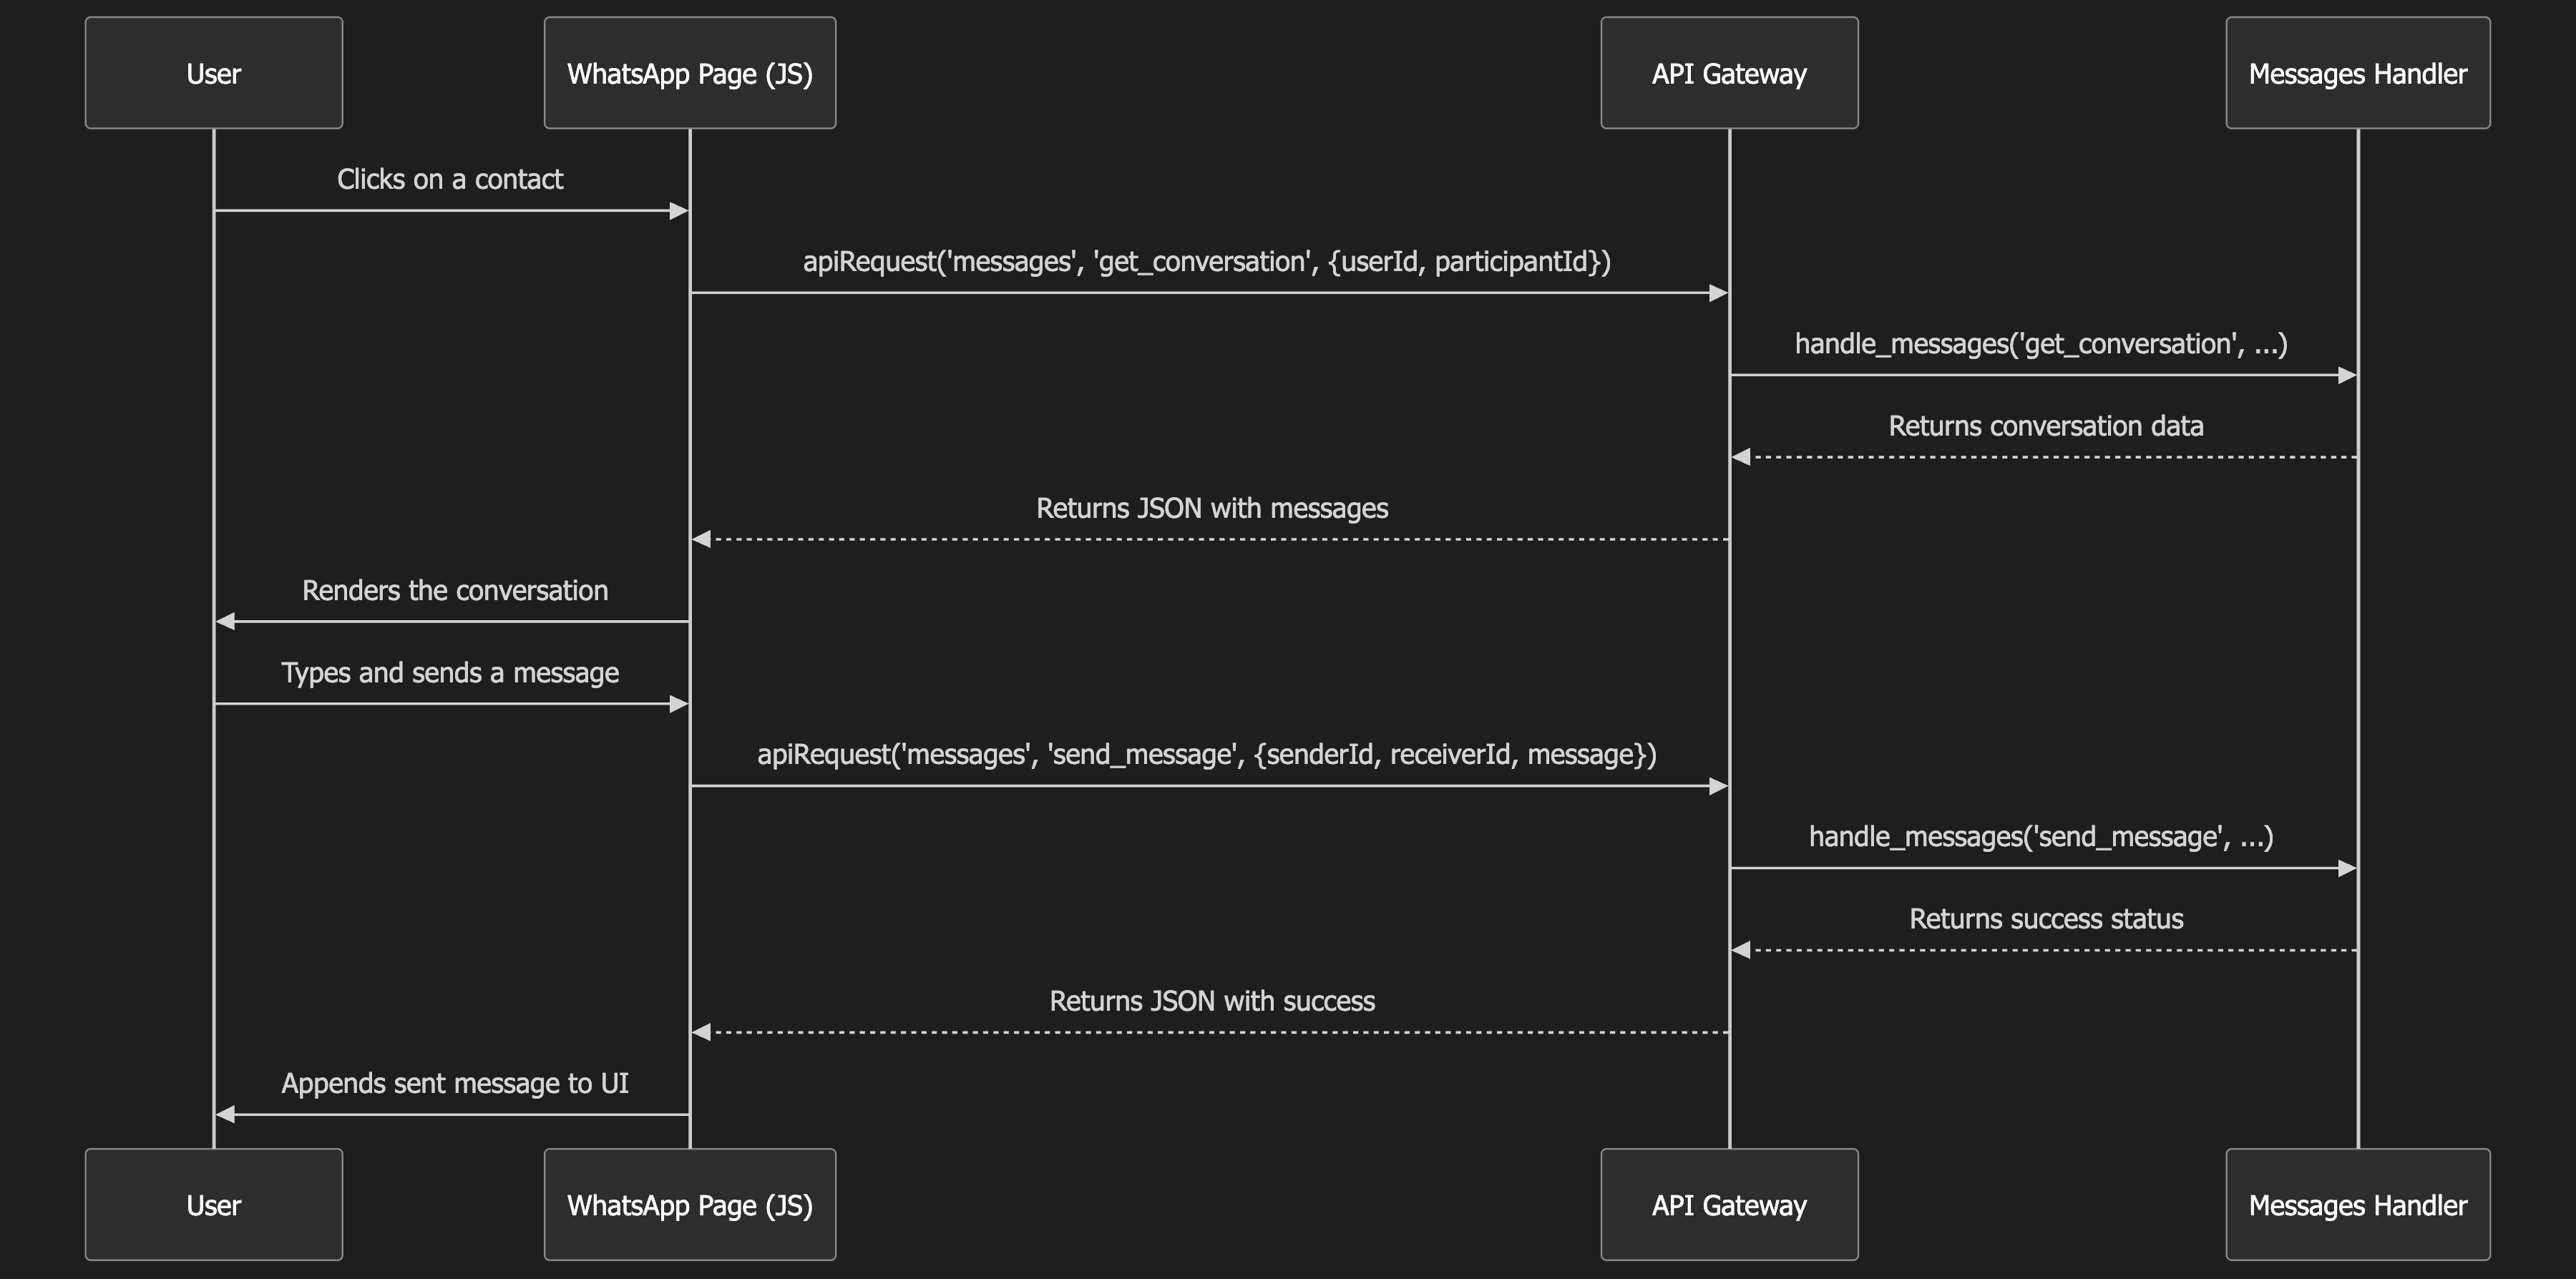 User
WhatsApp Page (JS)
API Gateway
Messages Handler
Clicks on a contact
apiRequest('messages', 'get_conversation', {userId, participantId})
handle_messages('get_conversation', ...)
Returns conversation data
Returns JSON with messages
Renders the conversation
Types and sends a message
apiRequest('messages', 'send_message', {senderId, receiverId, message})
handle_messages('send_message', ...)
Returns success status
Returns JSON with success
Appends sent message to UI
User
WhatsApp Page (JS)
API Gateway
Messages Handler